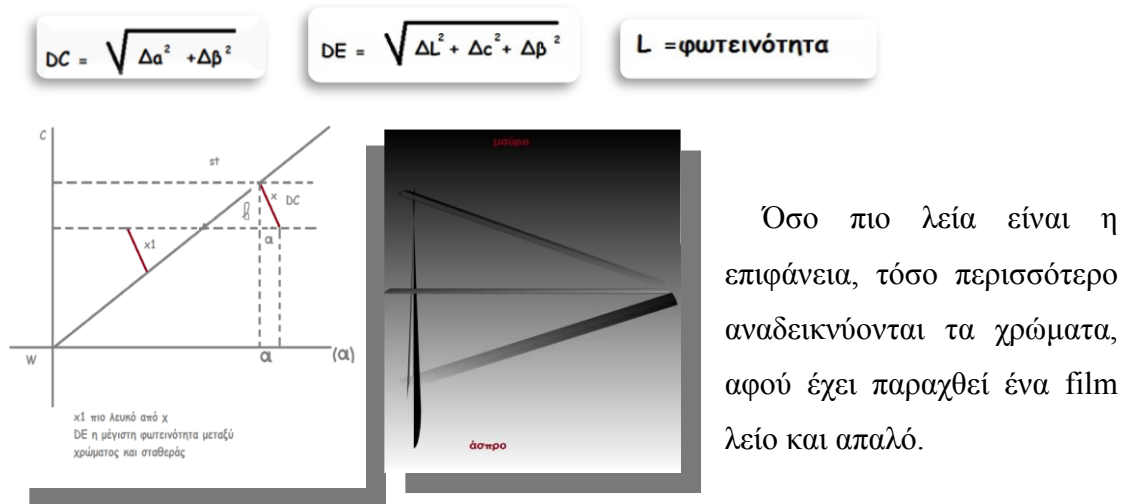 DC = √ Δα² + Δβ²
DE = √ ΔL² + Δc² + Δβ²
L = φωτεινότητα
C
st
x
DC
β
α
x1
W
α
(α)
x1 πιο λευκό από χ
DE η μέγιστη φωτεινότητα μεταξύ
χρώματος και σταθεράς
μαύρο
άσπρο
Όσο πιο λεία είναι η
επιφάνεια, τόσο περισσότερο
αναδεικνύονται τα χρώματα,
αφού έχει παραχθεί ένα film
λείο και απαλό.